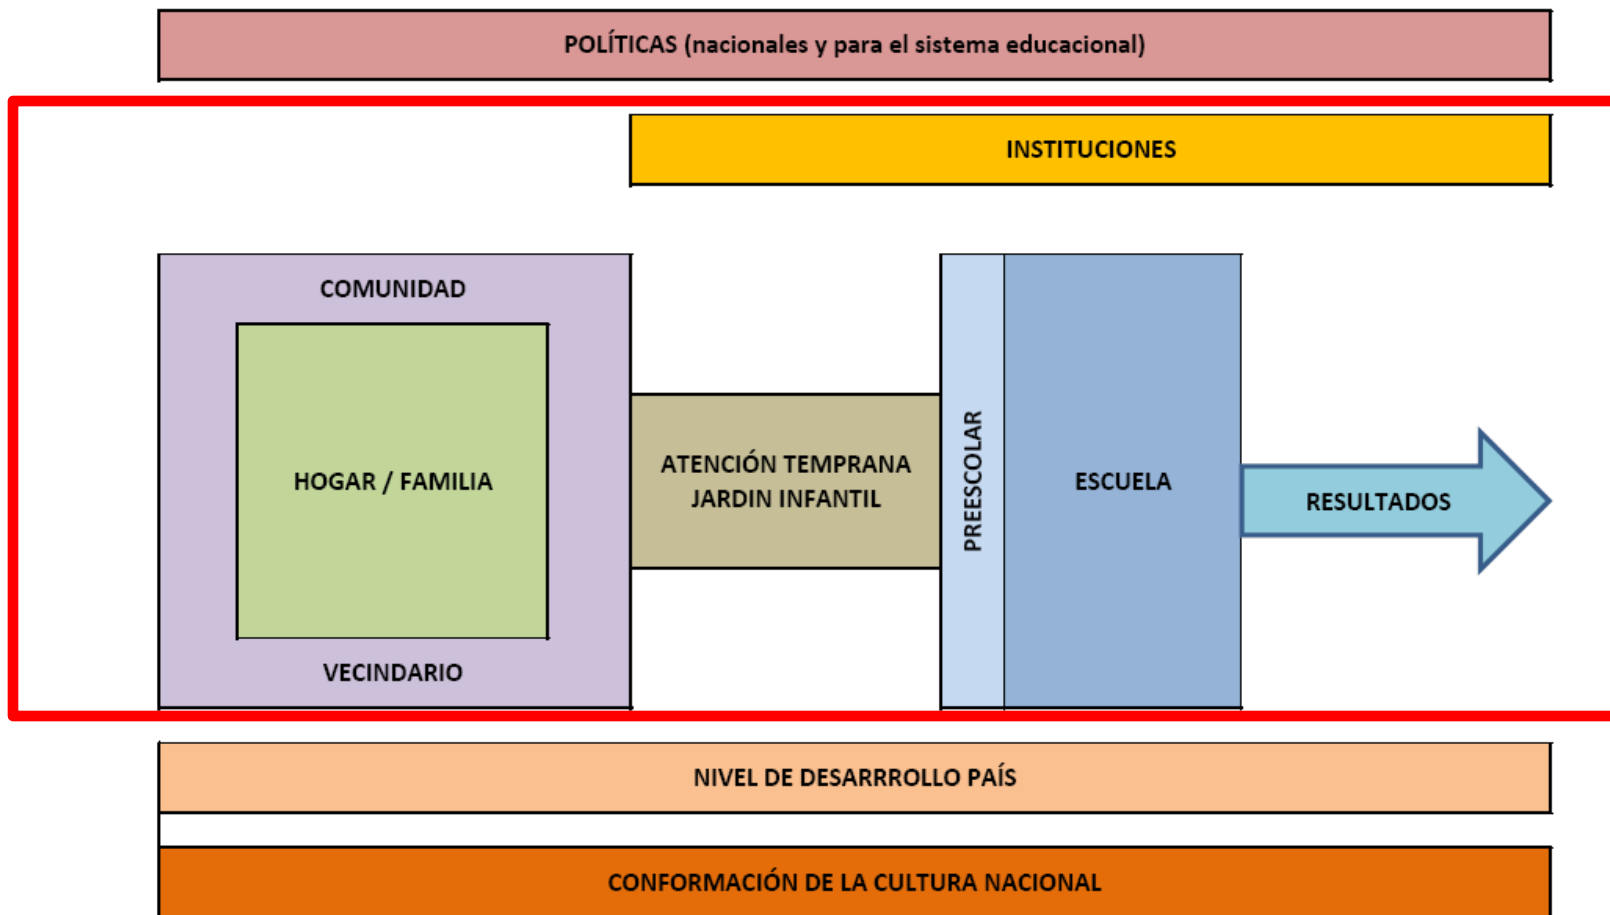 POLÍTICAS (nacionales y para el sistema educacional)
INSTITUCIONES
COMUNIDAD
HOGAR / FAMILIA
VECINDARIO
ATENCIÓN TEMPRANA
JARDIN INFANTIL
PREESCOLAR
ESCUELA
RESULTADOS
NIVEL DE DESARRROLLO PAÍS
CONFORMACIÓN DE LA CULTURA NACIONAL